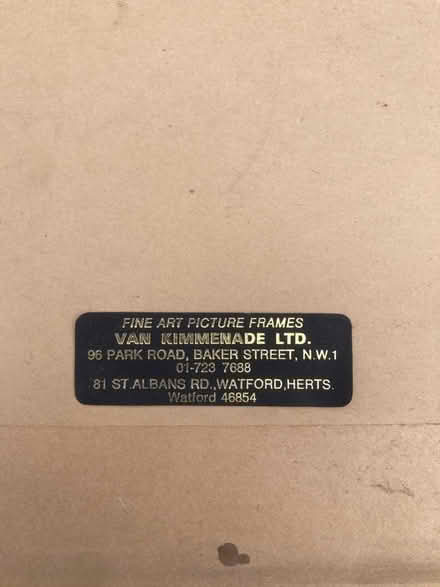 FINE ART PICTURE FRAMES
VAN KIMMENADE LTD.
96 PARK ROAD, BAKER STREET, N.W.1
01-723 7688
81 ST.ALBANS RD.,WATFORD,HERTS.
Watford 46854